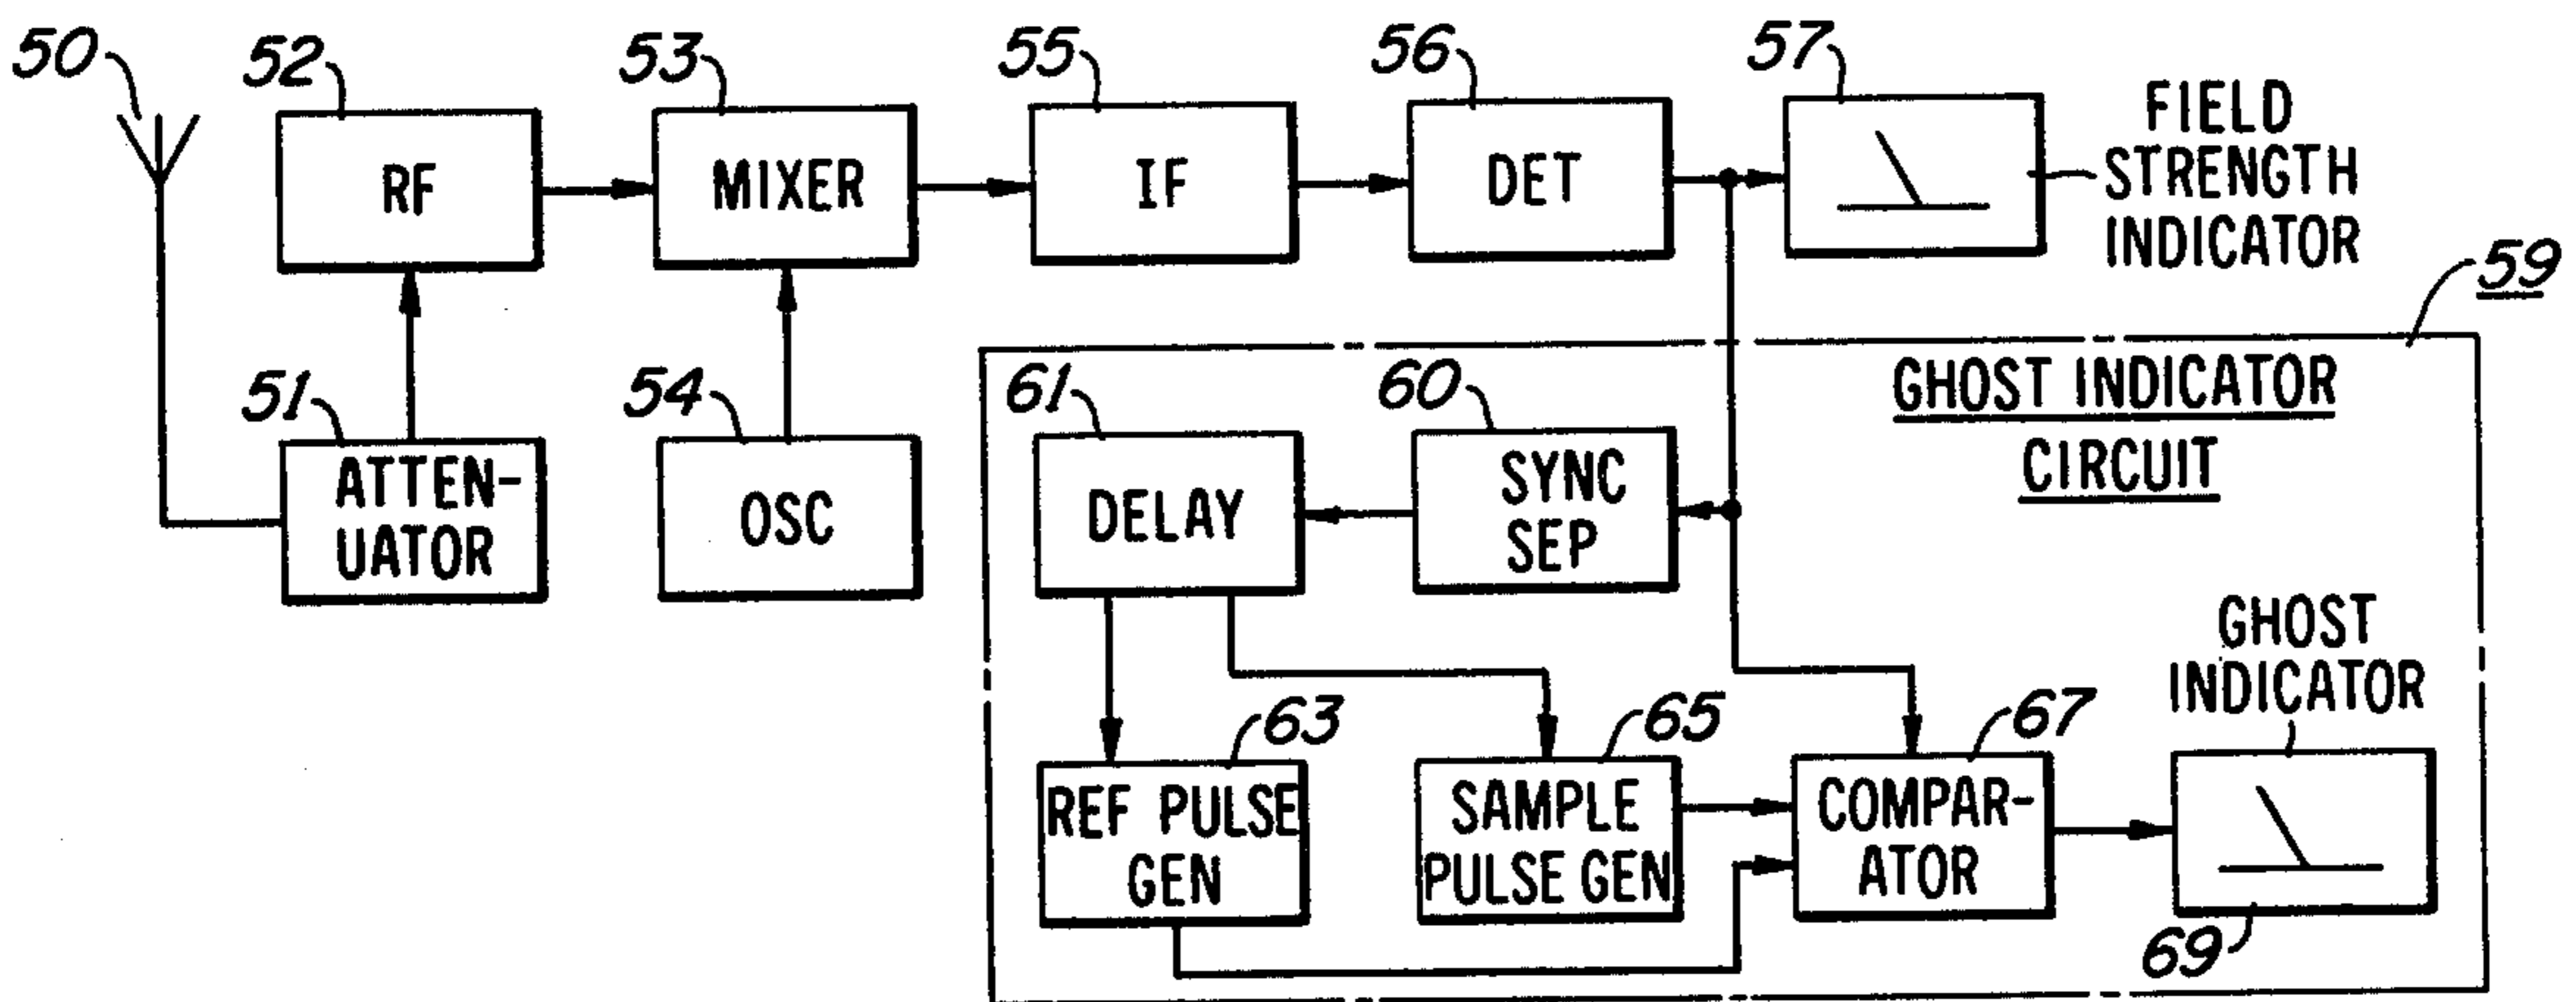 50
52
RF
53
MIXER
55
IF
56
DET
57
FIELD
STRENGTH
INDICATOR
59
51
ATTEN-
UATOR
54
OSC
GHOST INDICATOR
CIRCUIT
61
DELAY
60
SYNC
SEP
63
REF PULSE
GEN
65
SAMPLE
PULSE GEN
67
COMPAR-
ATOR
GHOST
INDICATOR
69